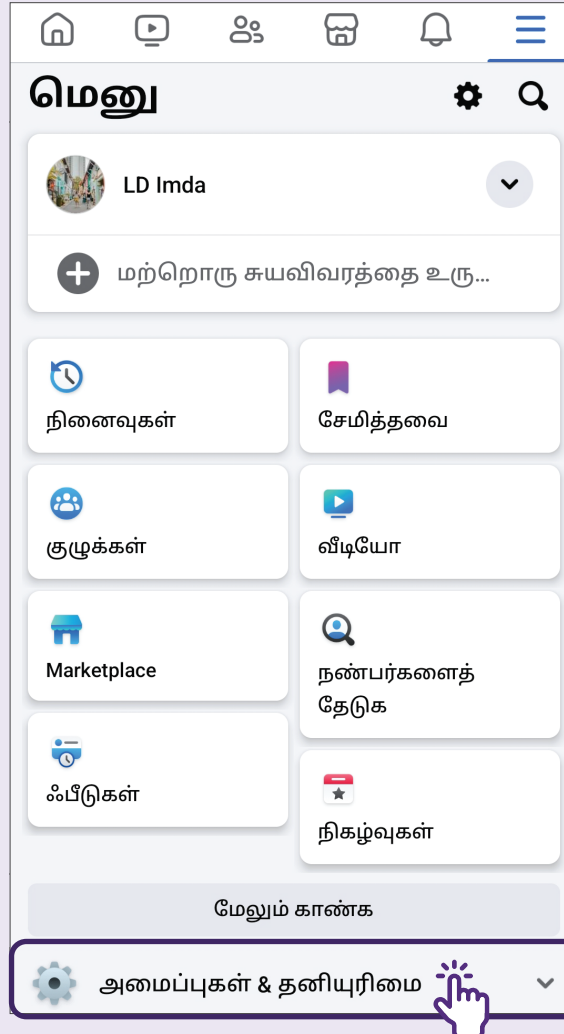 மெனு
LD Imda
மற்றொரு சுயவிவரத்தை உரு...
நினைவுகள்
சேமித்தவை
குழுக்கள்
வீடியோ
Marketplace
நண்பர்களைத்
தேடுக
ஃபீடுகள்
நிகழ்வுகள்
மேலும் காண்க
அமைப்புகள் & தனியுரிமை